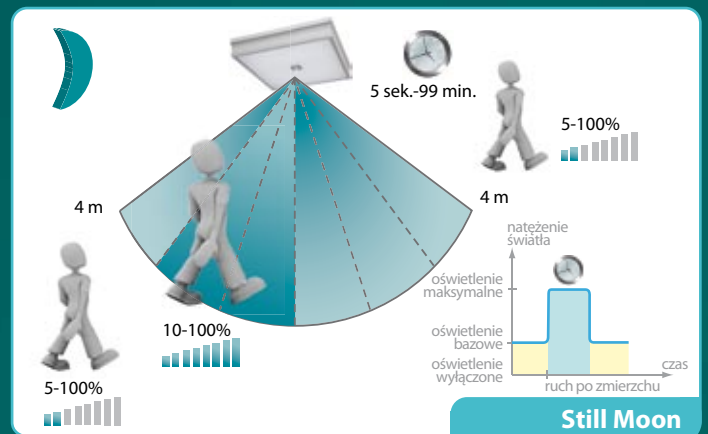 5 sek.-99 min.
5-100%
4 m
4 m
10-100%
5-100%
natężenie
światła
oświetlenie
maksymalne
oświetlenie
bazowe
oświetlenie
wyłączone
czas
ruch po zmierzchu
Still Moon